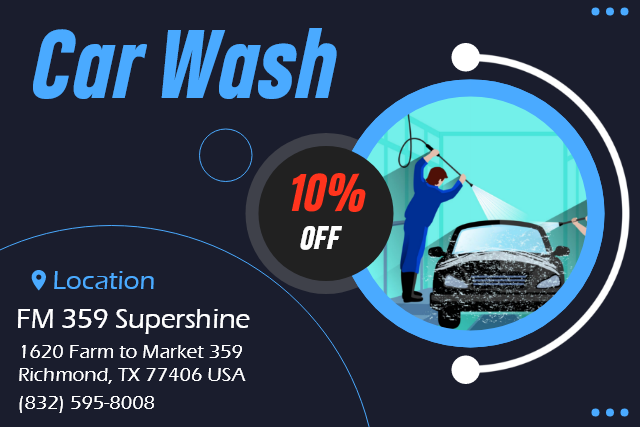 Car Wash
10%
OFF
Location
FM 359 Supershine
1620 Farm to Market 359
Richmond, TX 77406 USA
(832) 595-8008